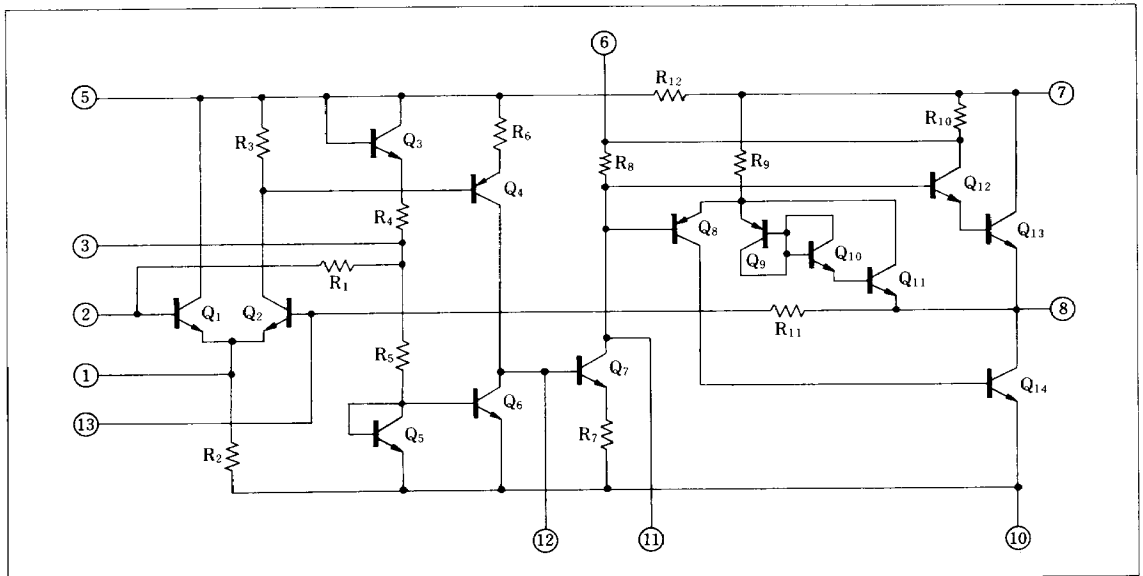 ⑥
R₁₂
⑤ ⑦
R₃ Q₃ R₆ R₁₀
R₈ R₉
Q₄ Q₁₂
R₄
Q₈ Q₁₃
③ Q₉ Q₁₀
R₁ Q₁₁
② Q₁ Q₂ ⑧
R₁₁
R₅
① Q₇ Q₁₄
Q₆
⑬ Q₅ R₇
R₂
⑫ ⑪ ⑩